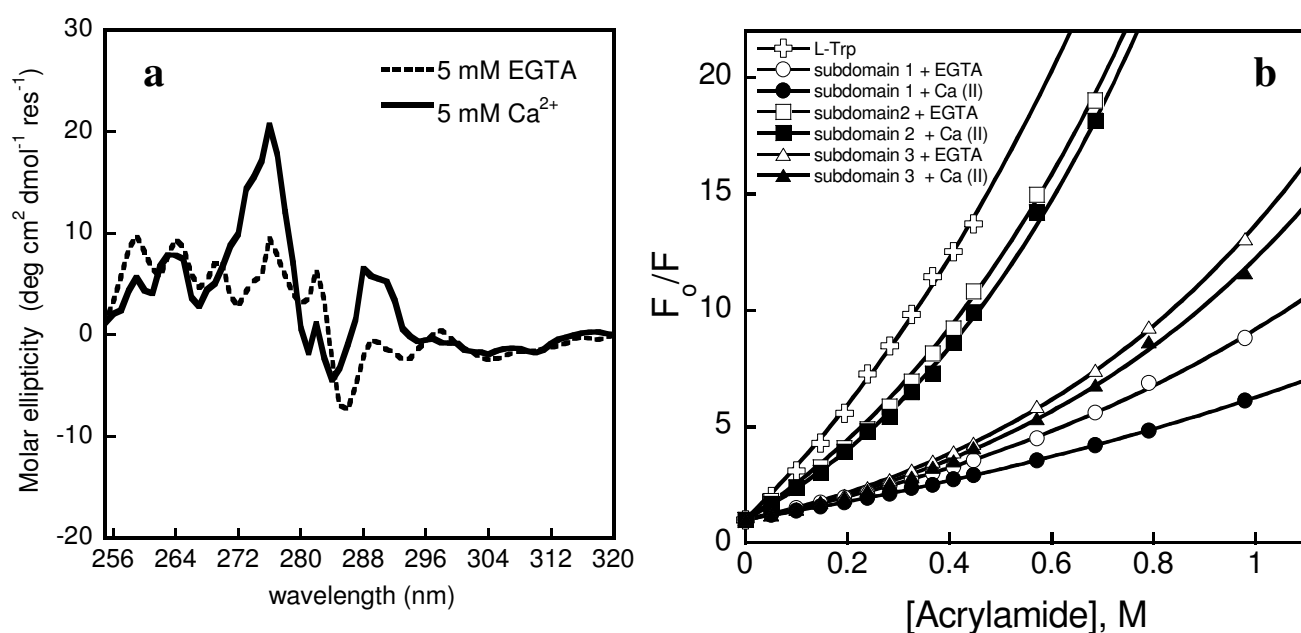 a
5 mM EGTA
5 mM Ca²⁺
30
20
10
0
-10
-20
Molar ellipticity (deg cm² dmol⁻¹ res⁻¹)
256 264 272 280 288 296 304 312 320
wavelength (nm)
b
L-Trp
subdomain 1 + EGTA
subdomain 1 + Ca (II)
subdomain2 + EGTA
subdomain 2 + Ca (II)
subdomain 3 + EGTA
subdomain 3 + Ca (II)
20
15
10
5
0
Fₒ/F
0 0.2 0.4 0.6 0.8 1
[Acrylamide], M